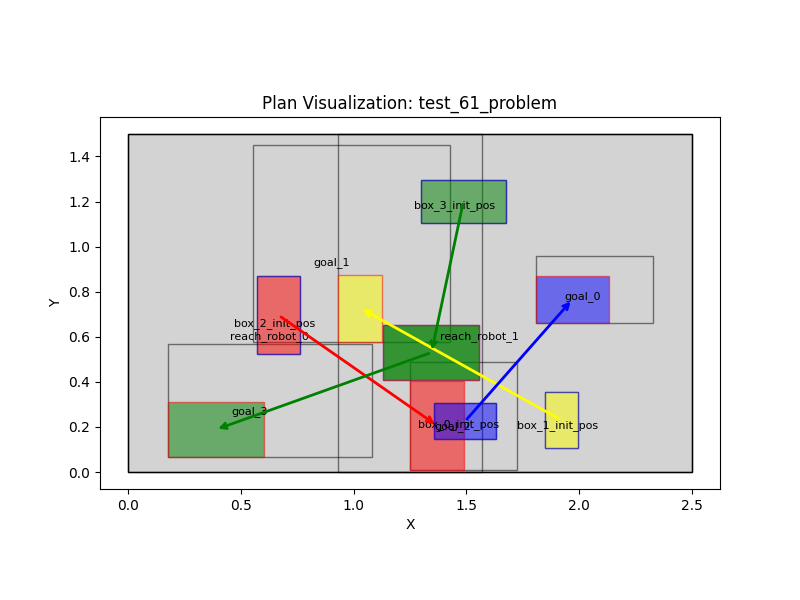 Plan Visualization: test_61_problem
1.4
1.2
1.0
0.8
0.6
0.4
0.2
0.0
Y
box_3_init_pos
goal_1
goal_0
box_2_init_pos
reach_robot_0
reach_robot_1
goal_3
box_0_init_pos
goal_2
box_1_init_pos
0.0 0.5 1.0 1.5 2.0 2.5
X